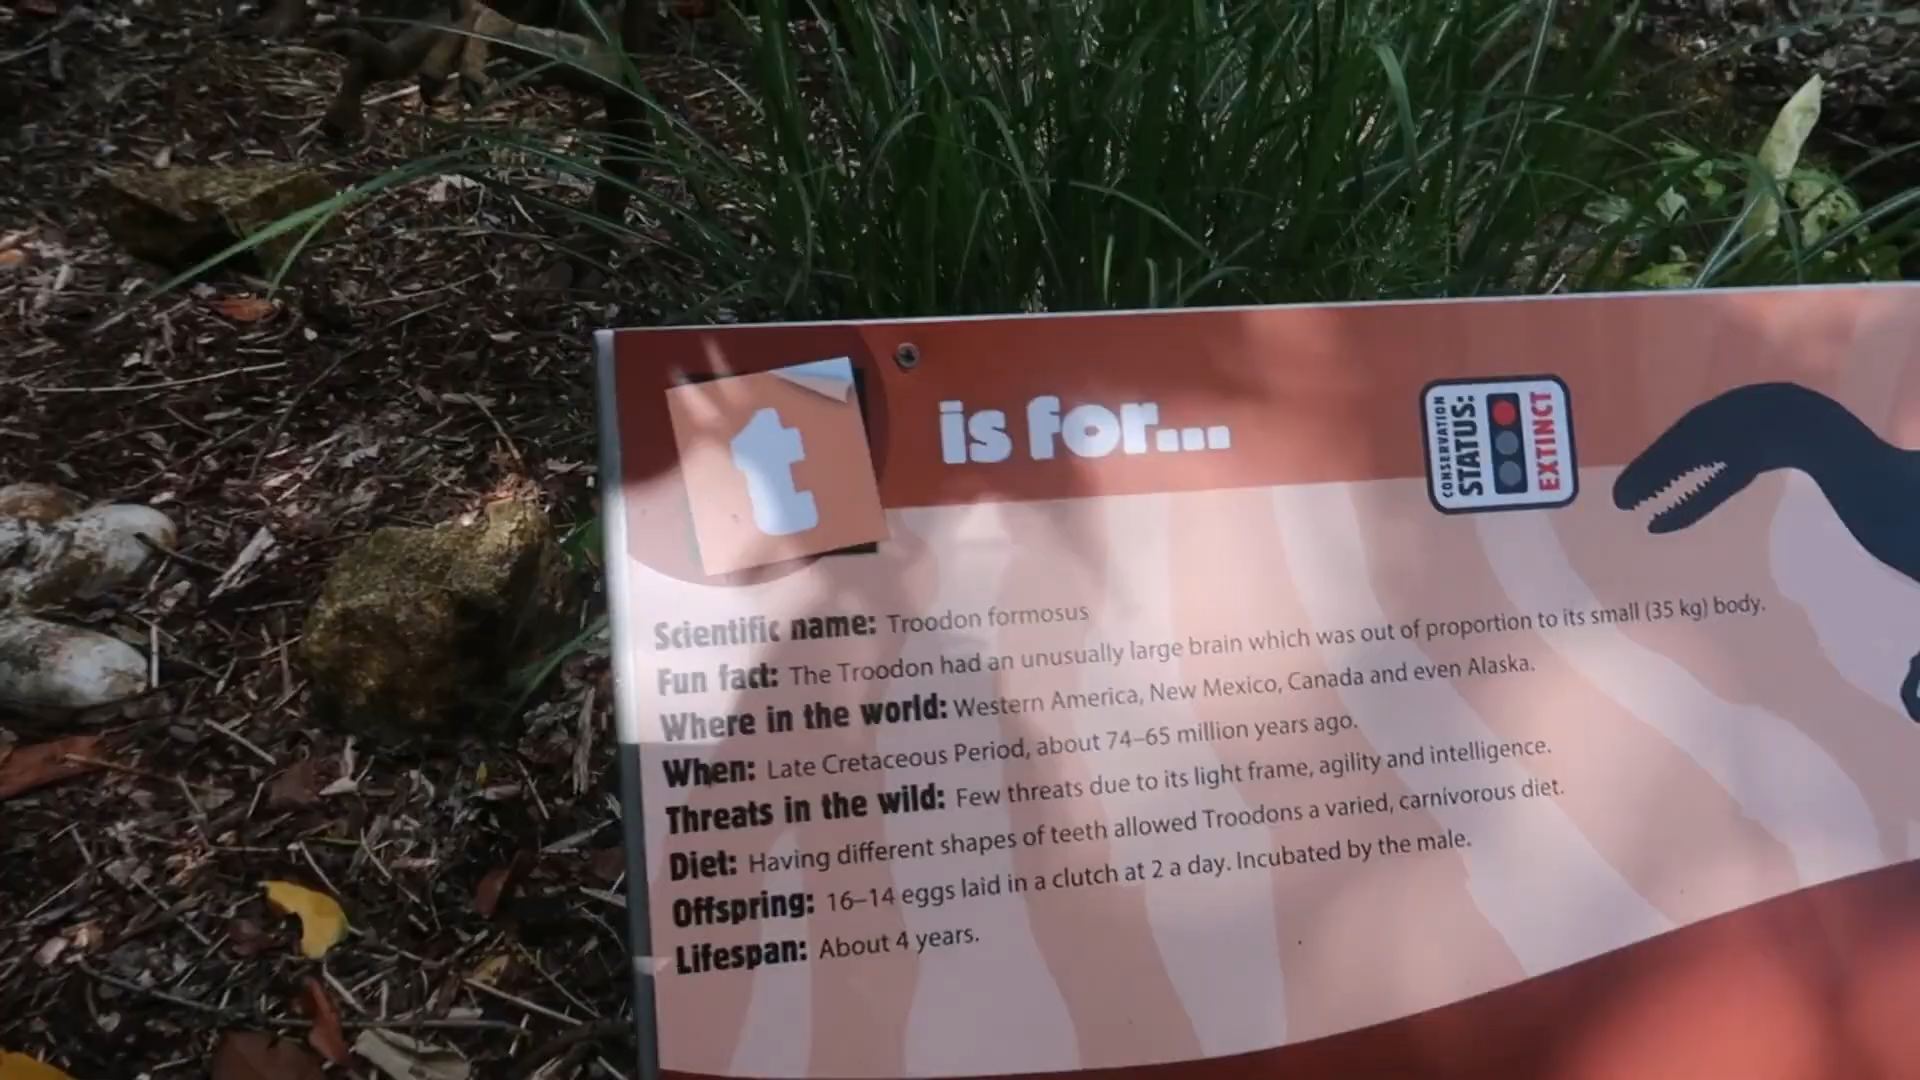 t is for...
CONSERVATION
STATUS:
EXTINCT
Scientific name: Troodon formosus
Fun fact: The Troodon had an unusually large brain which was out of proportion to its small (35 kg) body.
Where in the world: Western America, New Mexico, Canada and even Alaska.
When: Late Cretaceous Period, about 74–65 million years ago.
Threats in the wild: Few threats due to its light frame, agility and intelligence.
Diet: Having different shapes of teeth allowed Troodons a varied, carnivorous diet.
Offspring: 16–14 eggs laid in a clutch at 2 a day. Incubated by the male.
Lifespan: About 4 years.